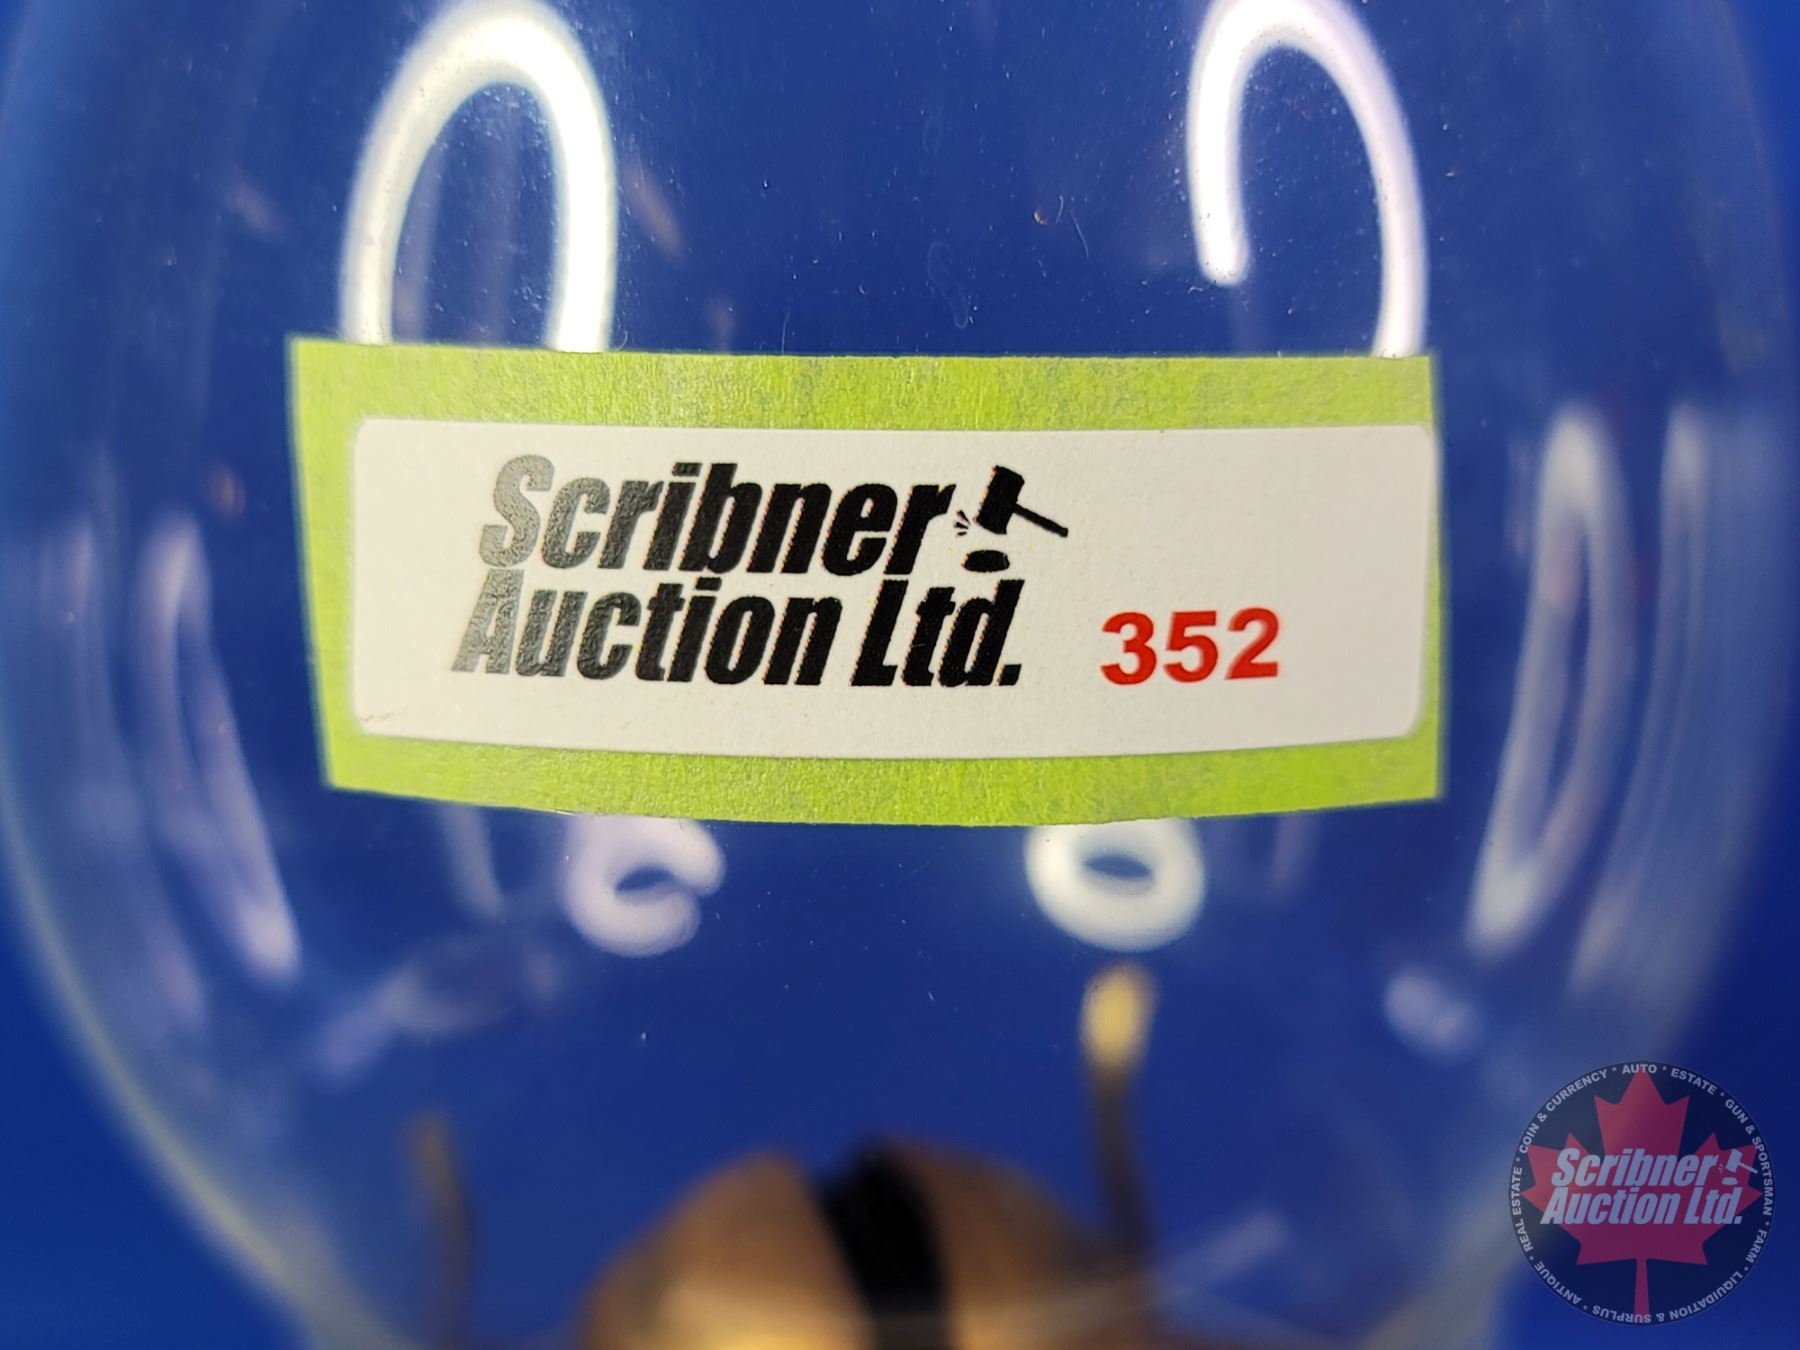 Scribner
Auction Ltd. 352
REAL ESTATE * COIN & CURRENCY * AUTO * ESTATE * GUN & SPORTSMAN * FARM * LIQUIDATION & SURPLUS * ANTIQUE *
Scribner
Auction Ltd.